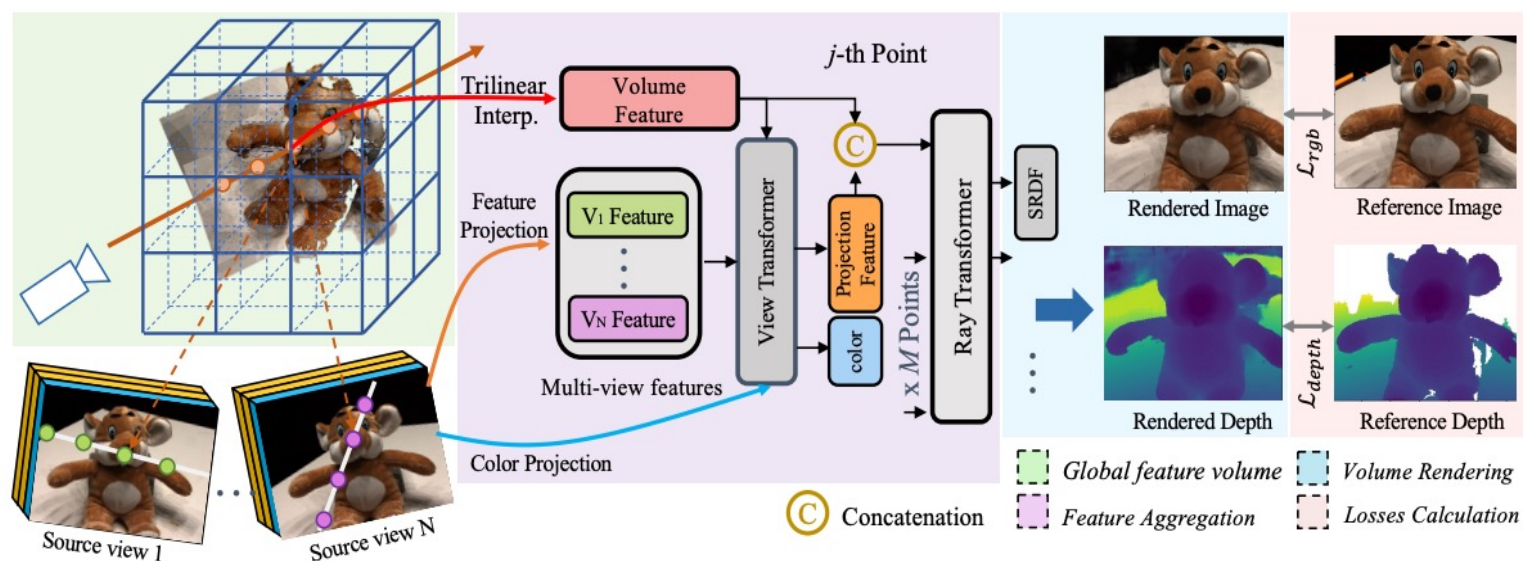 j-th Point
Trilinear
Interp.
Volume
Feature
C
Feature
Projection
V1 Feature
VN Feature
Multi-view features
View Transformer
Projection
Feature
color
x M Points
Ray Transformer
SRDF
Color Projection
Source view 1
Source view N
Rendered Image
ℒrgb
Reference Image
Rendered Depth
ℒdepth
Reference Depth
C Concatenation
Global feature volume
Volume Rendering
Feature Aggregation
Losses Calculation